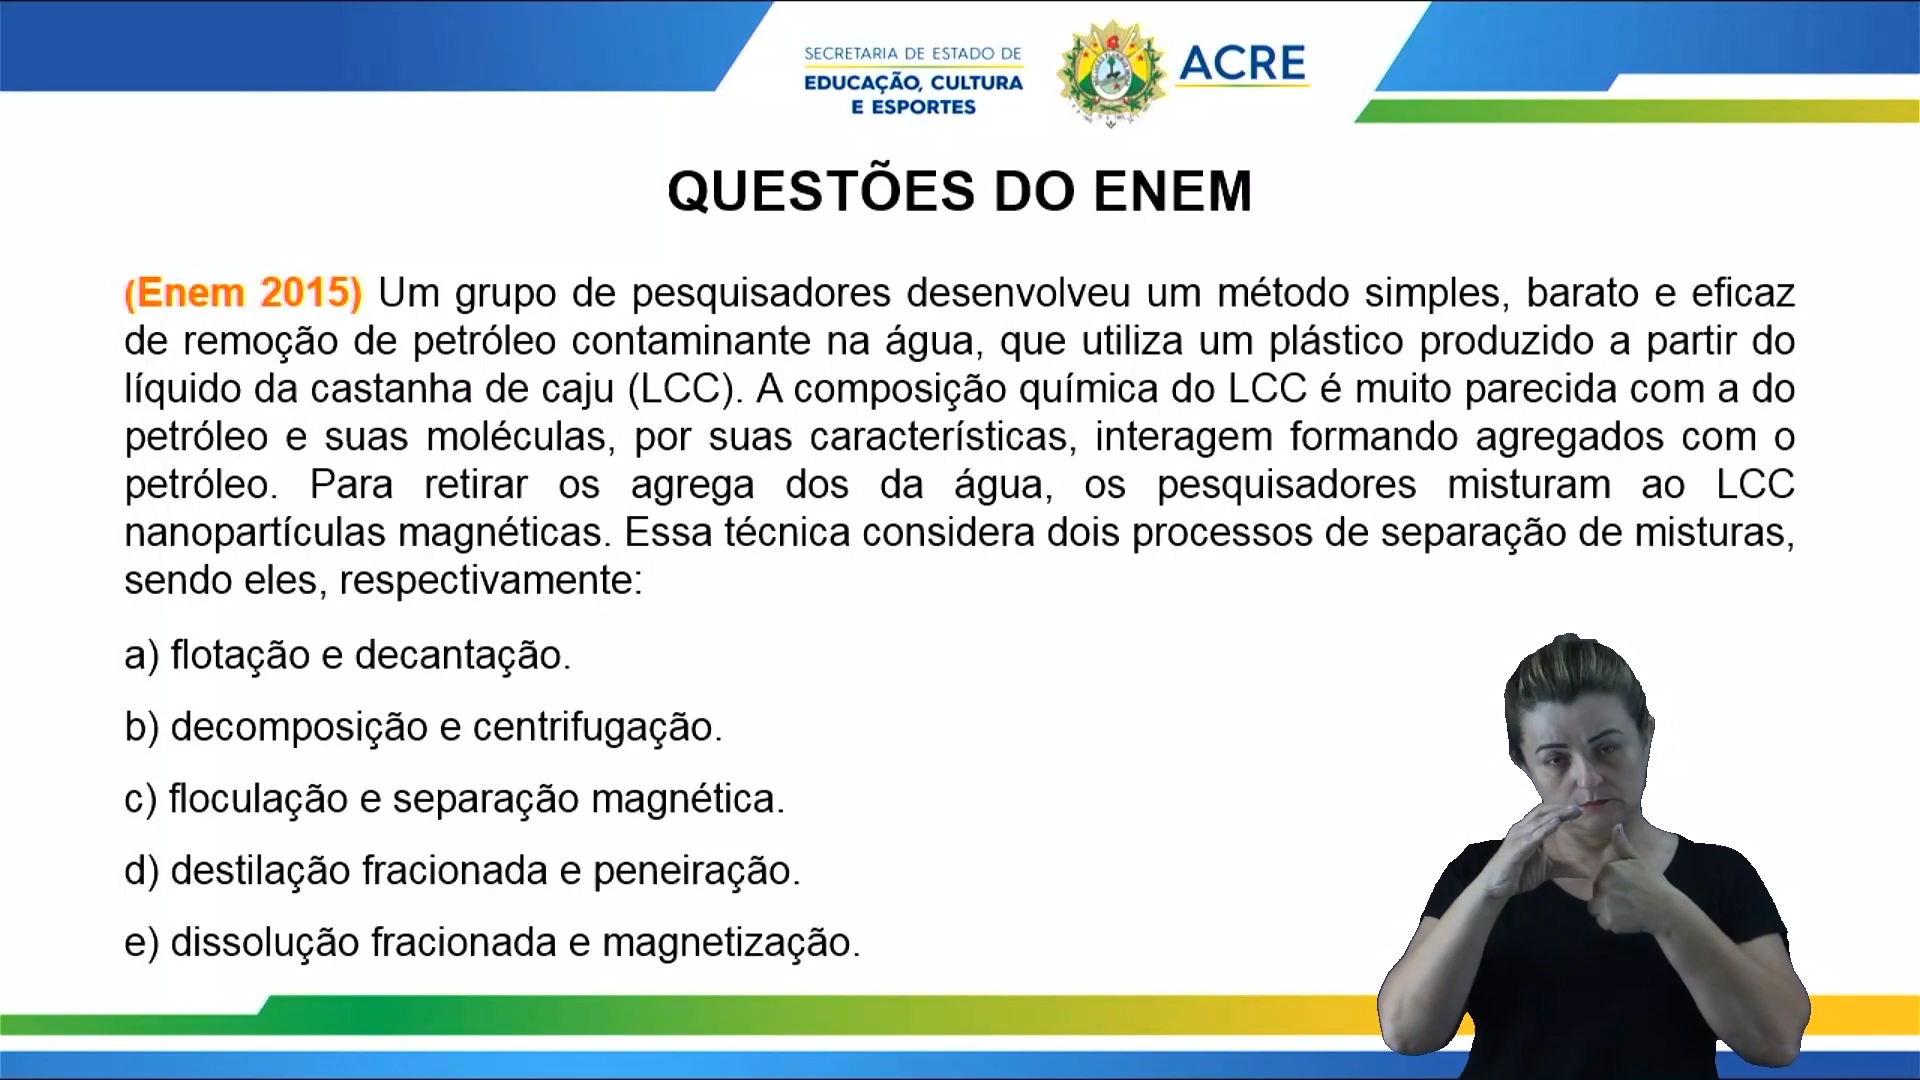 SECRETARIA DE ESTADO DE
EDUCAÇÃO, CULTURA
E ESPORTES
ACRE
QUESTÕES DO ENEM
(Enem 2015) Um grupo de pesquisadores desenvolveu um método simples, barato e eficaz
de remoção de petróleo contaminante na água, que utiliza um plástico produzido a partir do
líquido da castanha de caju (LCC). A composição química do LCC é muito parecida com a do
petróleo e suas moléculas, por suas características, interagem formando agregados com o
petróleo. Para retirar os agrega dos da água, os pesquisadores misturam ao LCC
nanopartículas magnéticas. Essa técnica considera dois processos de separação de misturas,
sendo eles, respectivamente:
a) flotação e decantação.
b) decomposição e centrifugação.
c) floculação e separação magnética.
d) destilação fracionada e peneiração.
e) dissolução fracionada e magnetização.